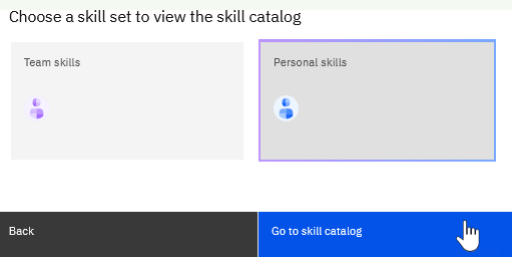 Choose a skill set to view the skill catalog
Team skills
Personal skills
Back
Go to skill catalog